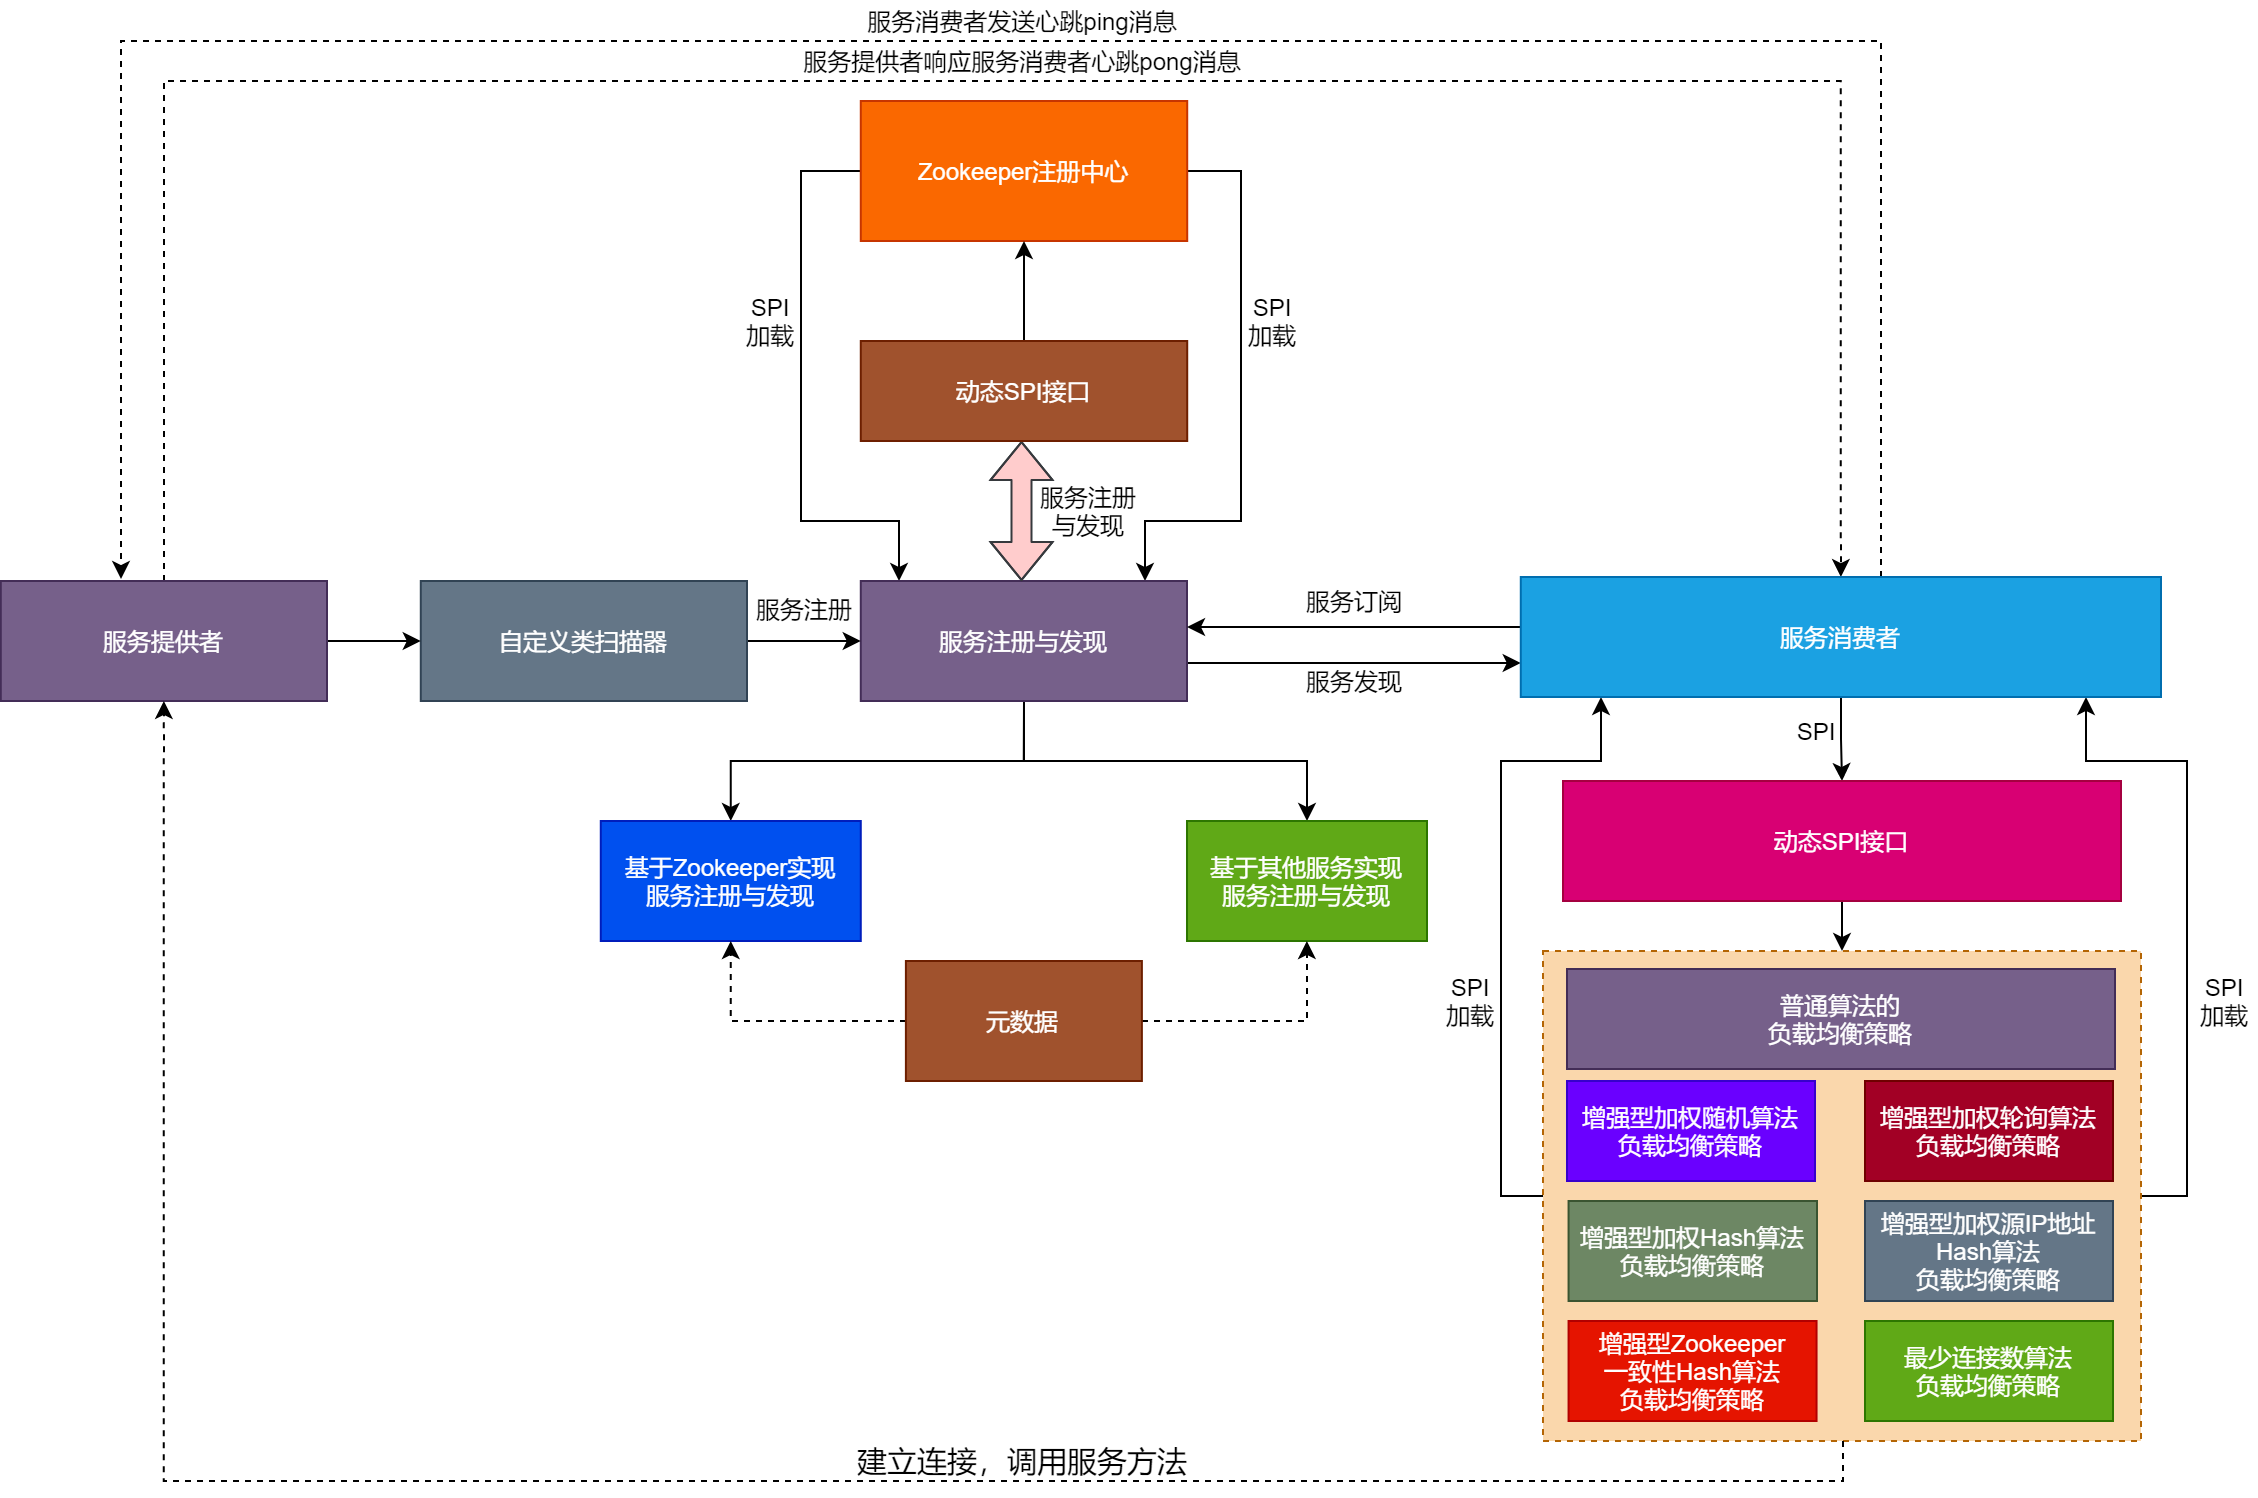 服务消费者发送心跳ping消息
服务提供者响应服务消费者心跳pong消息
Zookeeper注册中心
SPI
加载
SPI
加载
动态SPI接口
服务注册
与发现
服务提供者
自定义类扫描器
服务注册
服务注册与发现
服务订阅
服务发现
服务消费者
SPI
动态SPI接口
基于Zookeeper实现
服务注册与发现
基于其他服务实现
服务注册与发现
元数据
SPI
加载
SPI
加载
普通算法的
负载均衡策略
增强型加权随机算法
负载均衡策略
增强型加权轮询算法
负载均衡策略
增强型加权Hash算法
负载均衡策略
增强型加权源IP地址
Hash算法
负载均衡策略
增强型Zookeeper
一致性Hash算法
负载均衡策略
最少连接数算法
负载均衡策略
建立连接，调用服务方法